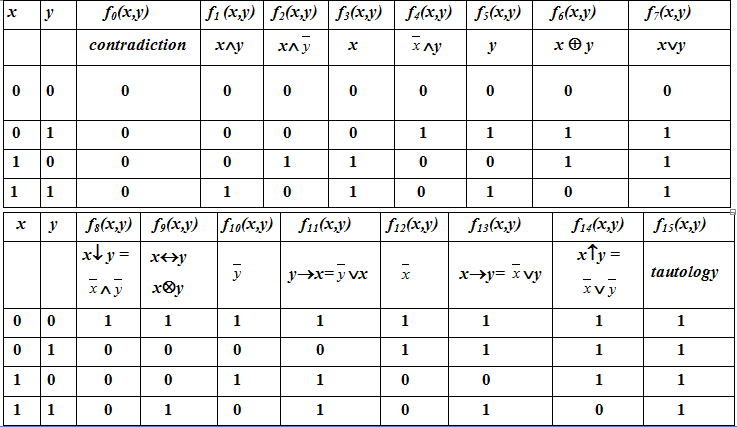 x y f₀(x,y) f₁(x,y) f₂(x,y) f₃(x,y) f₄(x,y) f₅(x,y) f₆(x,y) f₇(x,y)
contradiction x∧y x∧y̅ x x̅∧y y x⊕y x∨y
0 0 0 0 0 0 0 0 0 0
0 1 0 0 0 0 1 1 1 1
1 0 0 0 1 1 0 0 1 1
1 1 0 1 0 1 0 1 0 1
x y f₈(x,y) f₉(x,y) f₁₀(x,y) f₁₁(x,y) f₁₂(x,y) f₁₃(x,y) f₁₄(x,y) f₁₅(x,y)
x↓y = x↔y y̅ y→x=y̅∨x x̅ x→y=x̅∨y x↑y = tautology
x̅∧y̅ x⊗y x̅∨y̅
0 0 1 1 1 1 1 1 1 1
0 1 0 0 0 0 1 1 1 1
1 0 0 0 1 1 0 0 1 1
1 1 0 1 0 1 0 1 0 1